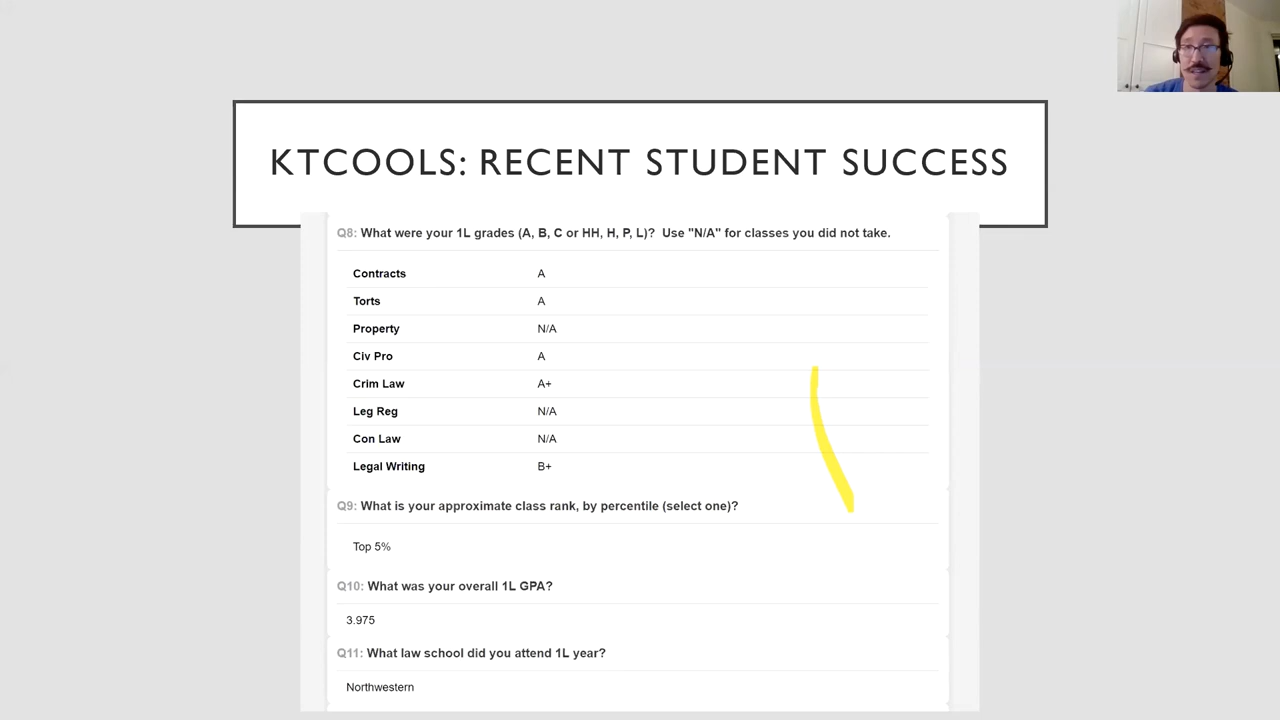 KTCOOLS: RECENT STUDENT SUCCESS
Q8: What were your 1L grades (A, B, C or HH, H, P, L)? Use "N/A" for classes you did not take.
Contracts A
Torts A
Property N/A
Civ Pro A
Crim Law A+
Leg Reg N/A
Con Law N/A
Legal Writing B+
Q9: What is your approximate class rank, by percentile (select one)?
Top 5%
Q10: What was your overall 1L GPA?
3.975
Q11: What law school did you attend 1L year?
Northwestern